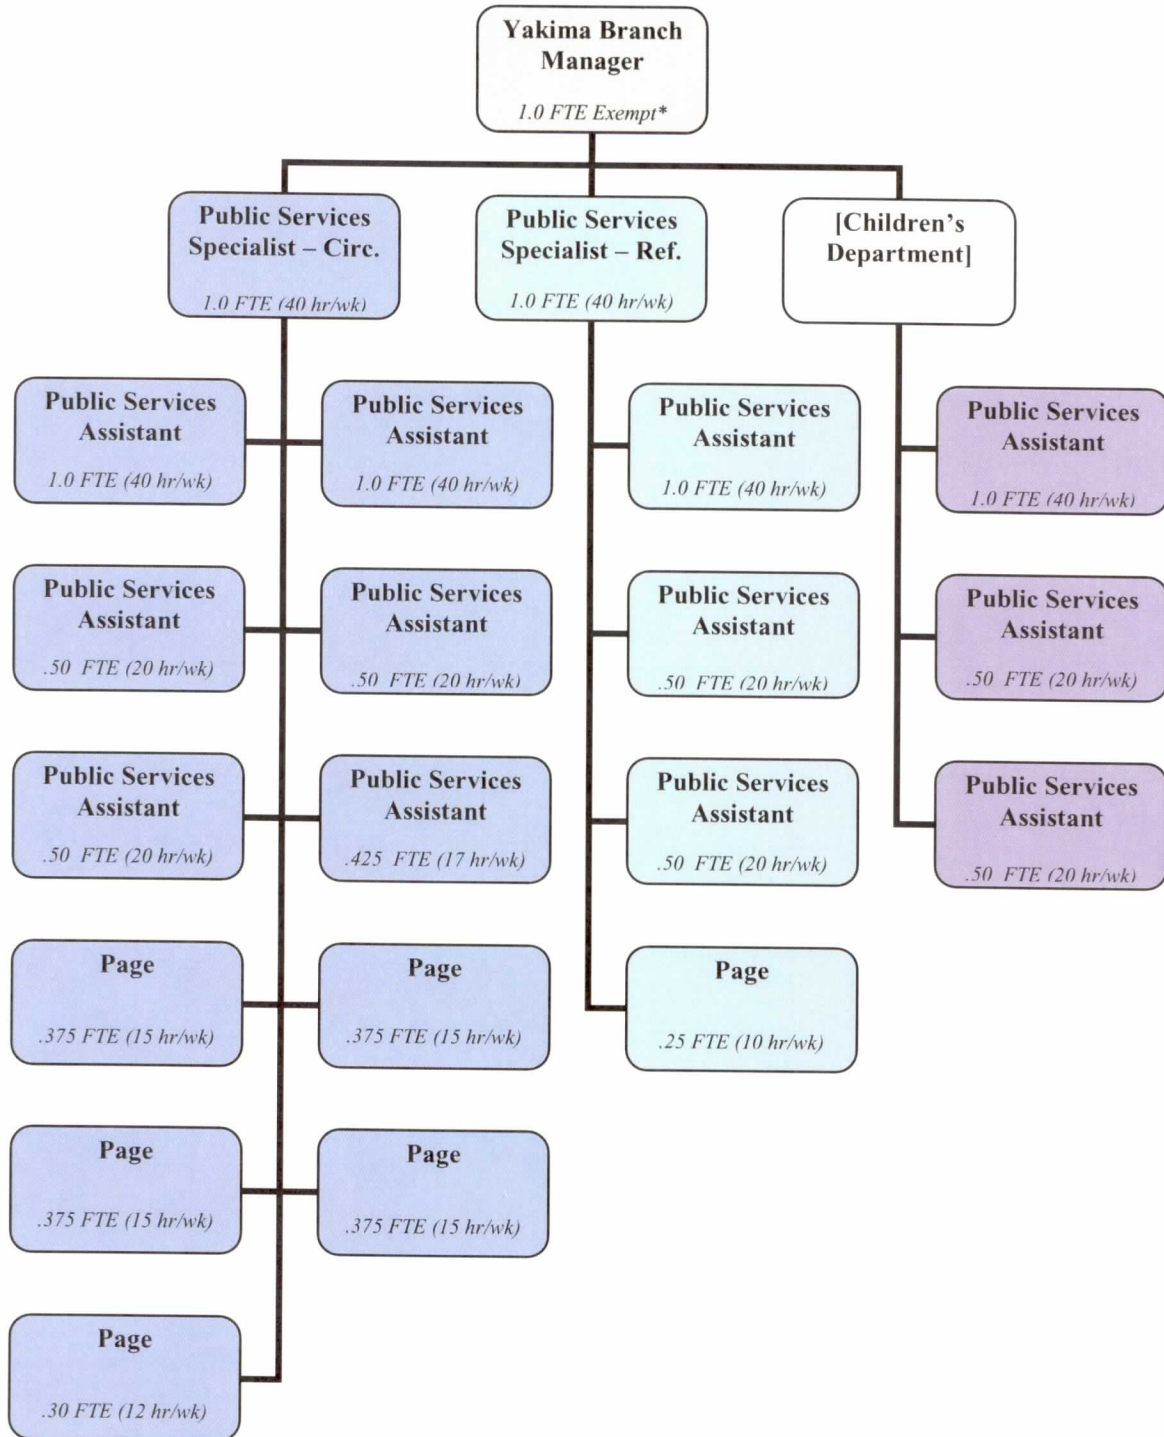 Yakima Branch
Manager
1.0 FTE Exempt*
Public Services
Specialist – Circ.
1.0 FTE (40 hr/wk)
Public Services
Specialist – Ref.
1.0 FTE (40 hr/wk)
[Children’s
Department]
Public Services
Assistant
1.0 FTE (40 hr/wk)
Public Services
Assistant
1.0 FTE (40 hr/wk)
Public Services
Assistant
1.0 FTE (40 hr/wk)
Public Services
Assistant
1.0 FTE (40 hr/wk)
Public Services
Assistant
.50 FTE (20 hr/wk)
Public Services
Assistant
.50 FTE (20 hr/wk)
Public Services
Assistant
.50 FTE (20 hr/wk)
Public Services
Assistant
.50 FTE (20 hr/wk)
Public Services
Assistant
.50 FTE (20 hr/wk)
Public Services
Assistant
.425 FTE (17 hr/wk)
Public Services
Assistant
.50 FTE (20 hr/wk)
Public Services
Assistant
.50 FTE (20 hr/wk)
Page
.375 FTE (15 hr/wk)
Page
.375 FTE (15 hr/wk)
Page
.25 FTE (10 hr/wk)
Page
.375 FTE (15 hr/wk)
Page
.375 FTE (15 hr/wk)
Page
.30 FTE (12 hr/wk)